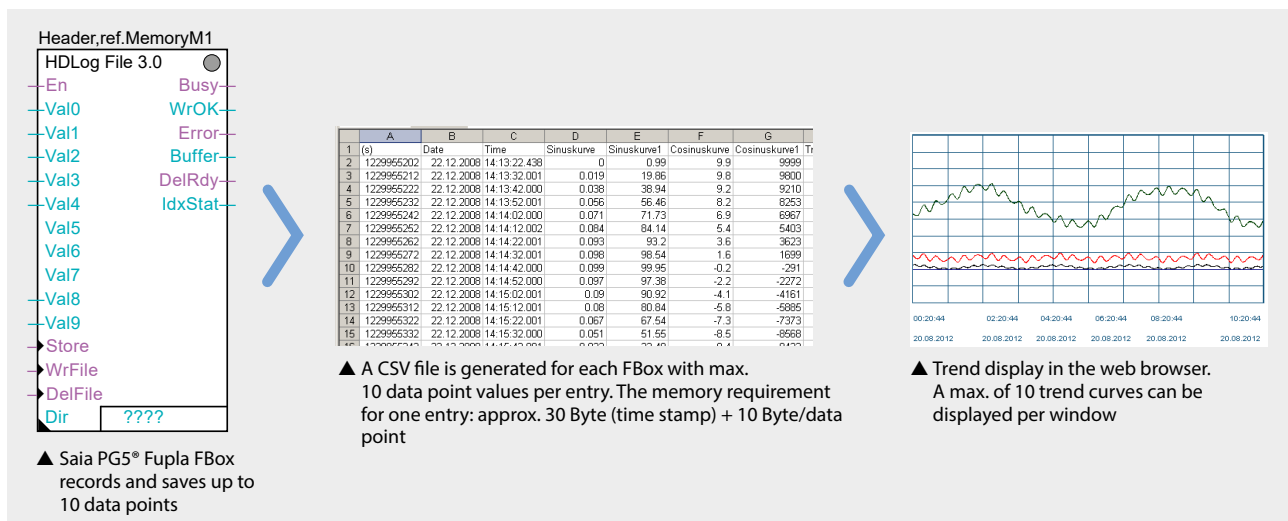 Header,ref.MemoryM1
HDLog File 3.0
En Busy
Val0 WrOK
Val1 Error
Val2 Buffer
Val3 DelRdy
Val4 IdxStat
Val5
Val6
Val7
Val8
Val9
Store
WrFile
DelFile
Dir ????
▲ Saia PG5® Fupla FBox
records and saves up to
10 data points
A B C D E F G
1 (s) Date Time Sinuskurve Sinuskurve1 Cosinuskurve Cosinuskurve1 Tr
2 1229955202 22.12.2008 14:13:22.438 0 0.99 9.9 9999
3 1229955212 22.12.2008 14:13:32.001 0.019 19.86 9.8 9800
4 1229955222 22.12.2008 14:13:42.000 0.038 38.94 9.2 9210
5 1229955232 22.12.2008 14:13:52.001 0.056 56.46 8.2 8253
6 1229955242 22.12.2008 14:14:02.000 0.071 71.73 6.9 6967
7 1229955252 22.12.2008 14:14:12.002 0.084 84.14 5.4 5403
8 1229955262 22.12.2008 14:14:22.001 0.093 93.2 3.6 3623
9 1229955272 22.12.2008 14:14:32.001 0.098 98.54 1.6 1699
10 1229955282 22.12.2008 14:14:42.000 0.099 99.95 -0.2 -291
11 1229955292 22.12.2008 14:14:52.000 0.097 97.38 -2.2 -2272
12 1229955302 22.12.2008 14:15:02.001 0.09 90.92 -4.1 -4161
13 1229955312 22.12.2008 14:15:12.001 0.08 80.84 -5.8 -5885
14 1229955322 22.12.2008 14:15:22.001 0.067 67.54 -7.3 -7373
15 1229955332 22.12.2008 14:15:32.000 0.051 51.55 -8.5 -8568
▲ A CSV file is generated for each FBox with max.
10 data point values per entry. The memory requirement
for one entry: approx. 30 Byte (time stamp) + 10 Byte/data
point
00:20:44 02:20:44 04:20:44 06:20:44 08:20:44 10:20:44
20.08.2012 20.08.2012 20.08.2012 20.08.2012 20.08.2012 20.08.2012
▲ Trend display in the web browser.
A max. of 10 trend curves can be
displayed per window